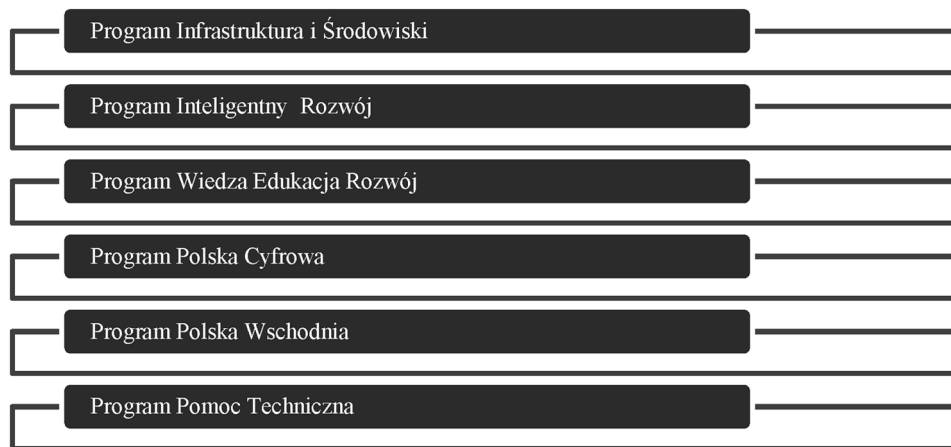 Program Infrastruktura i Środowiski
Program Inteligentny  Rozwój
Program Wiedza Edukacja Rozwój
Program Polska Cyfrowa
Program Polska Wschodnia
Program Pomoc Techniczna